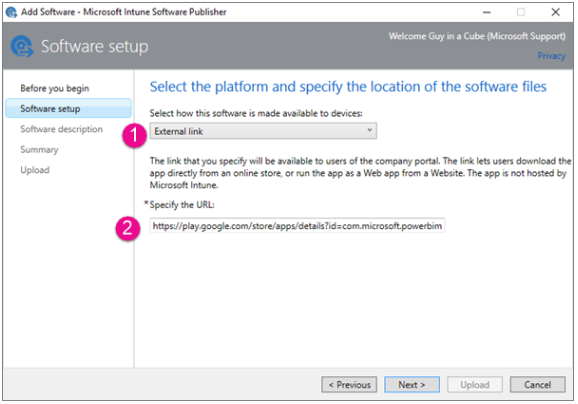 Add Software - Microsoft Intune Software Publisher
Software setup
Welcome Guy in a Cube (Microsoft Support)
Privacy
Before you begin
Software setup
Software description
Summary
Upload
Select the platform and specify the location of the software files
Select how this software is made available to devices:
1
External link
The link that you specify will be available to users of the company portal. The link lets users download the
app directly from an online store, or run the app as a Web app from a Website. The app is not hosted by
Microsoft Intune.
*Specify the URL:
2
https://play.google.com/store/apps/details?id=com.microsoft.powerbim
< Previous
Next >
Upload
Cancel